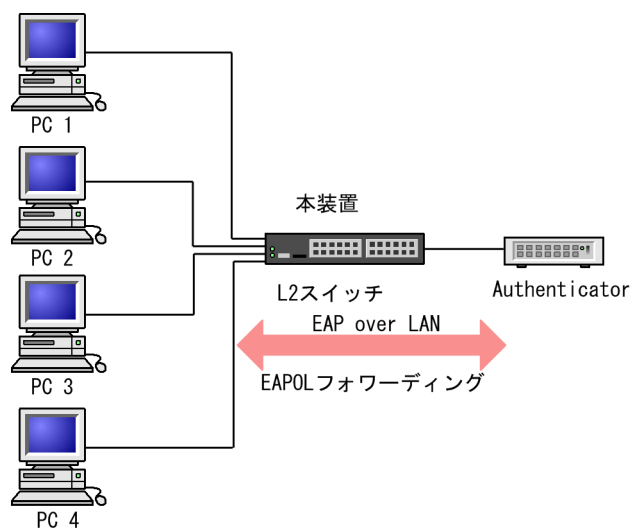 PC 1
PC 2
PC 3
PC 4
本装置
L2スイッチ
Authenticator
EAP over LAN
EAPOLフォワーディング